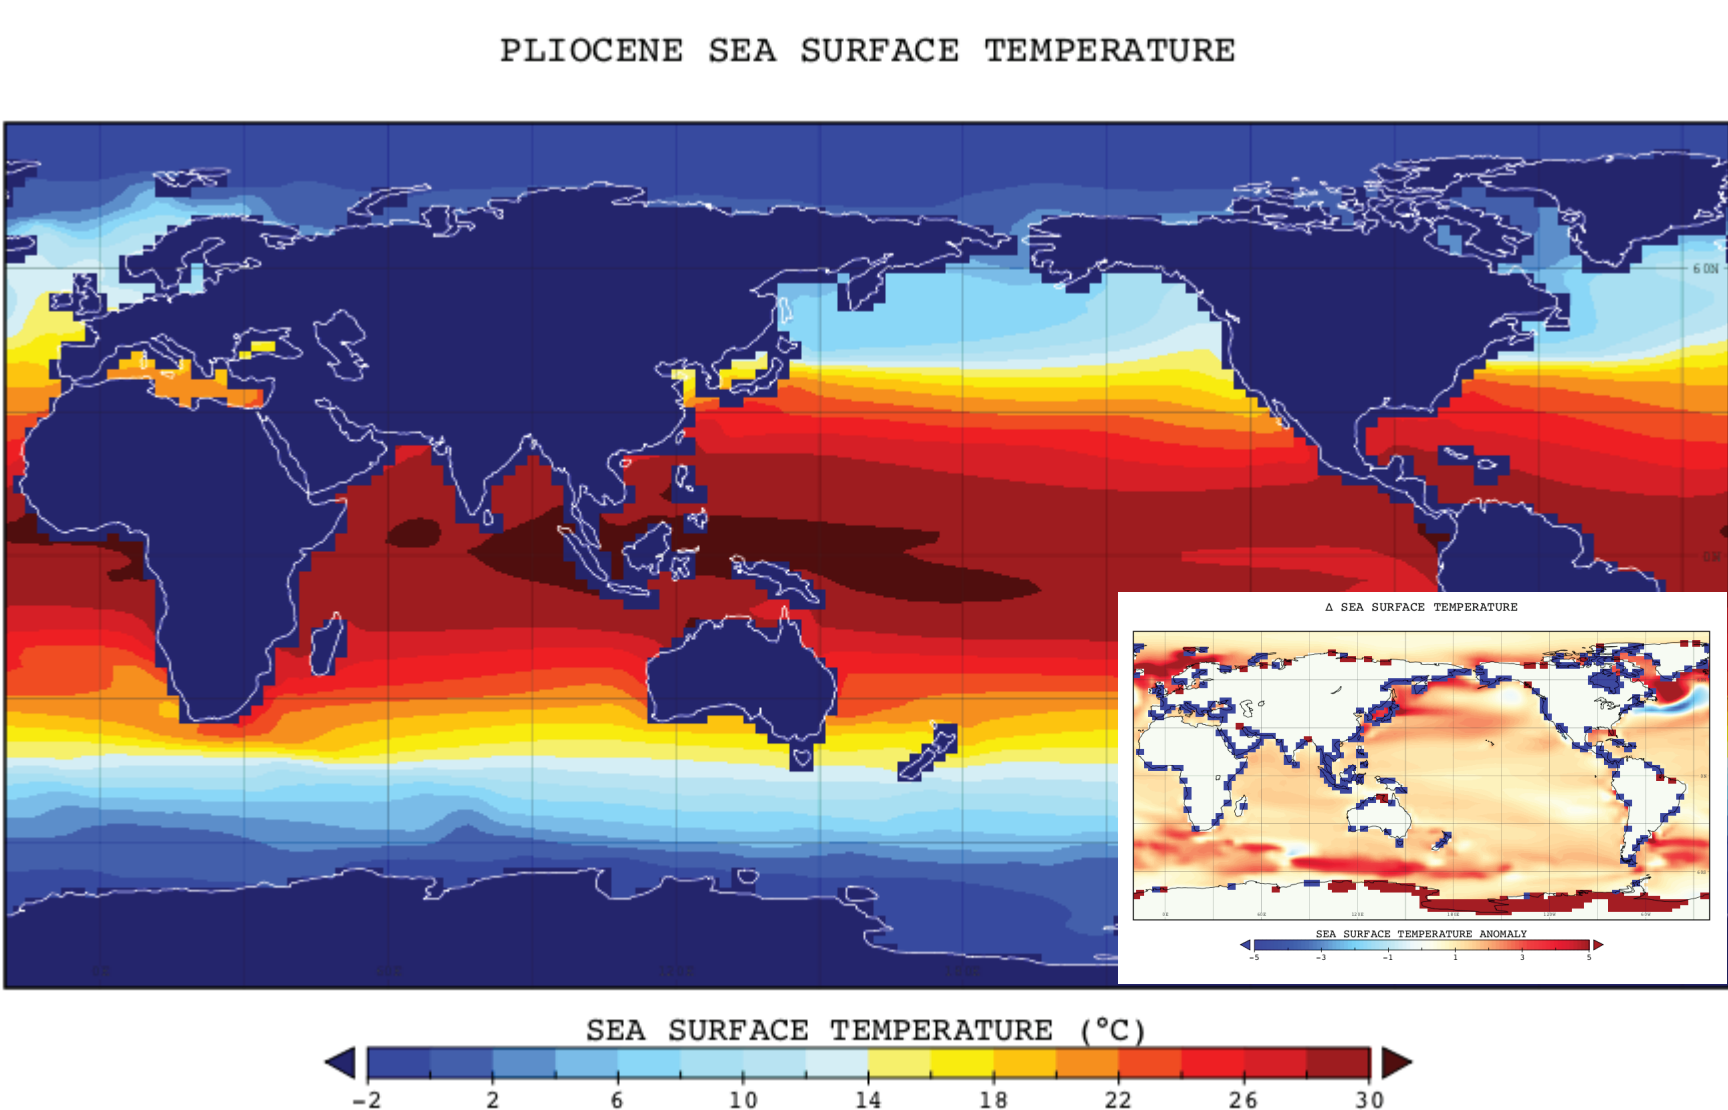 PLIOCENE SEA SURFACE TEMPERATURE
60N
Δ SEA SURFACE TEMPERATURE
SEA SURFACE TEMPERATURE ANOMALY
-5 -3 -1 1 3 5
SEA SURFACE TEMPERATURE (°C)
-2 2 6 10 14 18 22 26 30